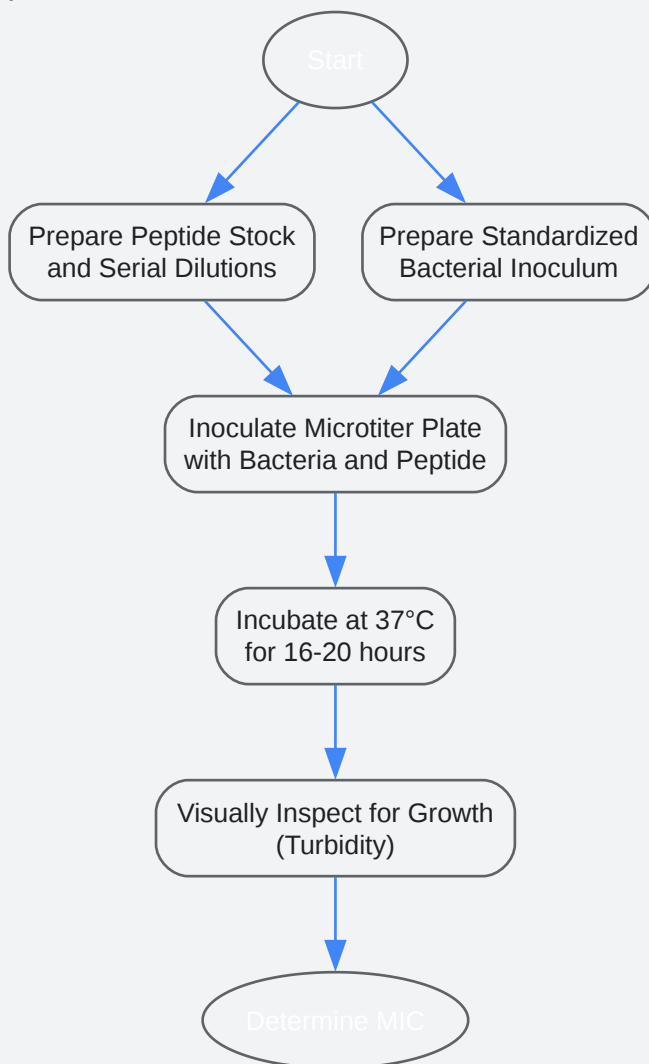 Start
Prepare Peptide Stock
and Serial Dilutions
Prepare Standardized
Bacterial Inoculum
Inoculate Microtiter Plate
with Bacteria and Peptide
Incubate at 37°C
for 16-20 hours
Visually Inspect for Growth
(Turbidity)
Determine MIC